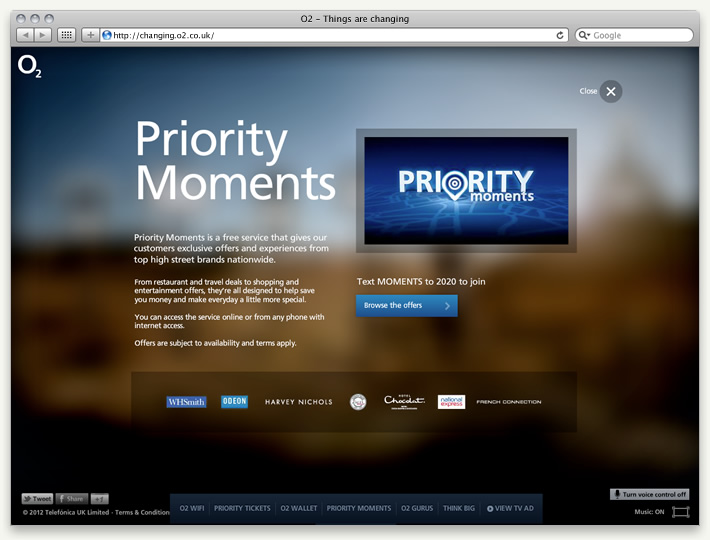 O2 – Things are changing
http://changing.o2.co.uk/
Google
O2
Close
Priority
Moments
PRIORITY
moments
Priority Moments is a free service that gives our
customers exclusive offers and experiences from
top high street brands nationwide.
From restaurant and travel deals to shopping and
entertainment offers, they're all designed to help save
you money and make everyday a little more special.
You can access the service online or from any phone with
internet access.
Offers are subject to availability and terms apply.
Text MOMENTS to 2020 to join
Browse the offers
WHSmith
ODEON
HARVEY NICHOLS
HOTEL
Chocolat
national
express
FRENCH CONNECTION
Tweet
Share
+1
Turn voice control off
© 2012 Telefónica UK Limited - Terms & Condition
O2 WIFI
PRIORITY TICKETS
O2 WALLET
PRIORITY MOMENTS
O2 GURUS
THINK BIG
VIEW TV AD
Music: ON